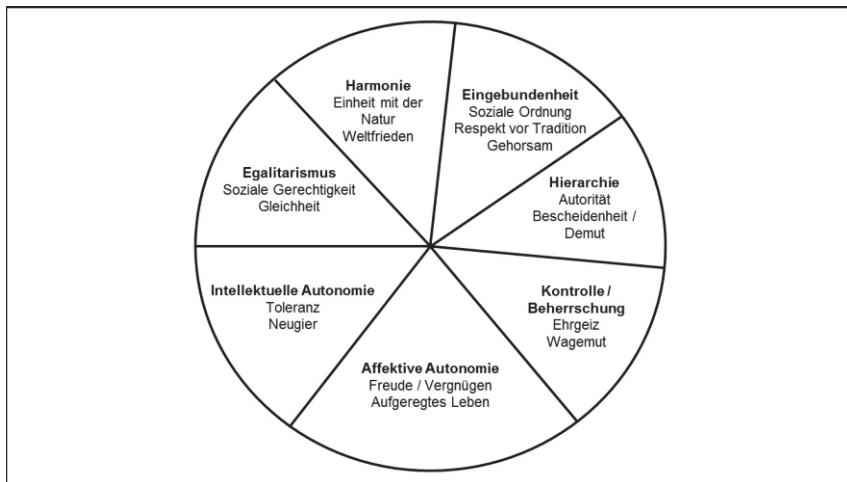 Harmonie
Einheit mit der
Natur
Weltfrieden
Eingebundenheit
Soziale Ordnung
Respekt vor Tradition
Gehorsam
Hierarchie
Autorität
Bescheidenheit /
Demut
Kontrolle /
Beherrschung
Ehrgeiz
Wagemut
Affektive Autonomie
Freude / Vergnügen
Aufgeregtes Leben
Intellektuelle Autonomie
Toleranz
Neugier
Egalitarismus
Soziale Gerechtigkeit
Gleichheit